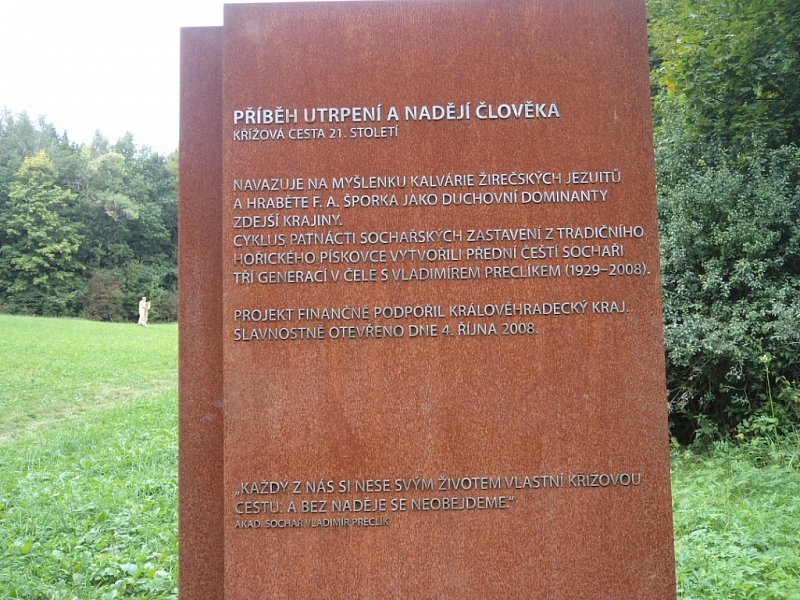 PŘÍBĚH UTRPENÍ A NADĚJÍ ČLOVĚKA
KŘÍŽOVÁ CESTA 21. STOLETÍ
NAVAZUJE NA MYŠLENKU KALVÁRIE ŽIREČSKÝCH JEZUITŮ
A HRABĚTE F. A. ŠPORKA JAKO DUCHOVNÍ DOMINANTY
ZDEJŠÍ KRAJINY.
CYKLUS PATNÁCTI SOCHAŘSKÝCH ZASTAVENÍ Z TRADIČNÍHO
HOŘICKÉHO PÍSKOVCE VYTVOŘILI PŘEDNÍ ČEŠTÍ SOCHAŘI
TŘÍ GENERACÍ V ČELE S VLADIMÍREM PRECLÍKEM (1929–2008).
PROJEKT FINANČNĚ PODPOŘIL KRÁLOVÉHRADECKÝ KRAJ.
SLAVNOSTNĚ OTEVŘENO DNE 4. ŘÍJNA 2008.
„KAŽDÝ Z NÁS SI NESE SVÝM ŽIVOTEM VLASTNÍ KŘÍŽOVOU
CESTU. A BEZ NADĚJE SE NEOBEJDEME.“
AKAD. SOCHAŘ VLADIMÍR PRECLÍK